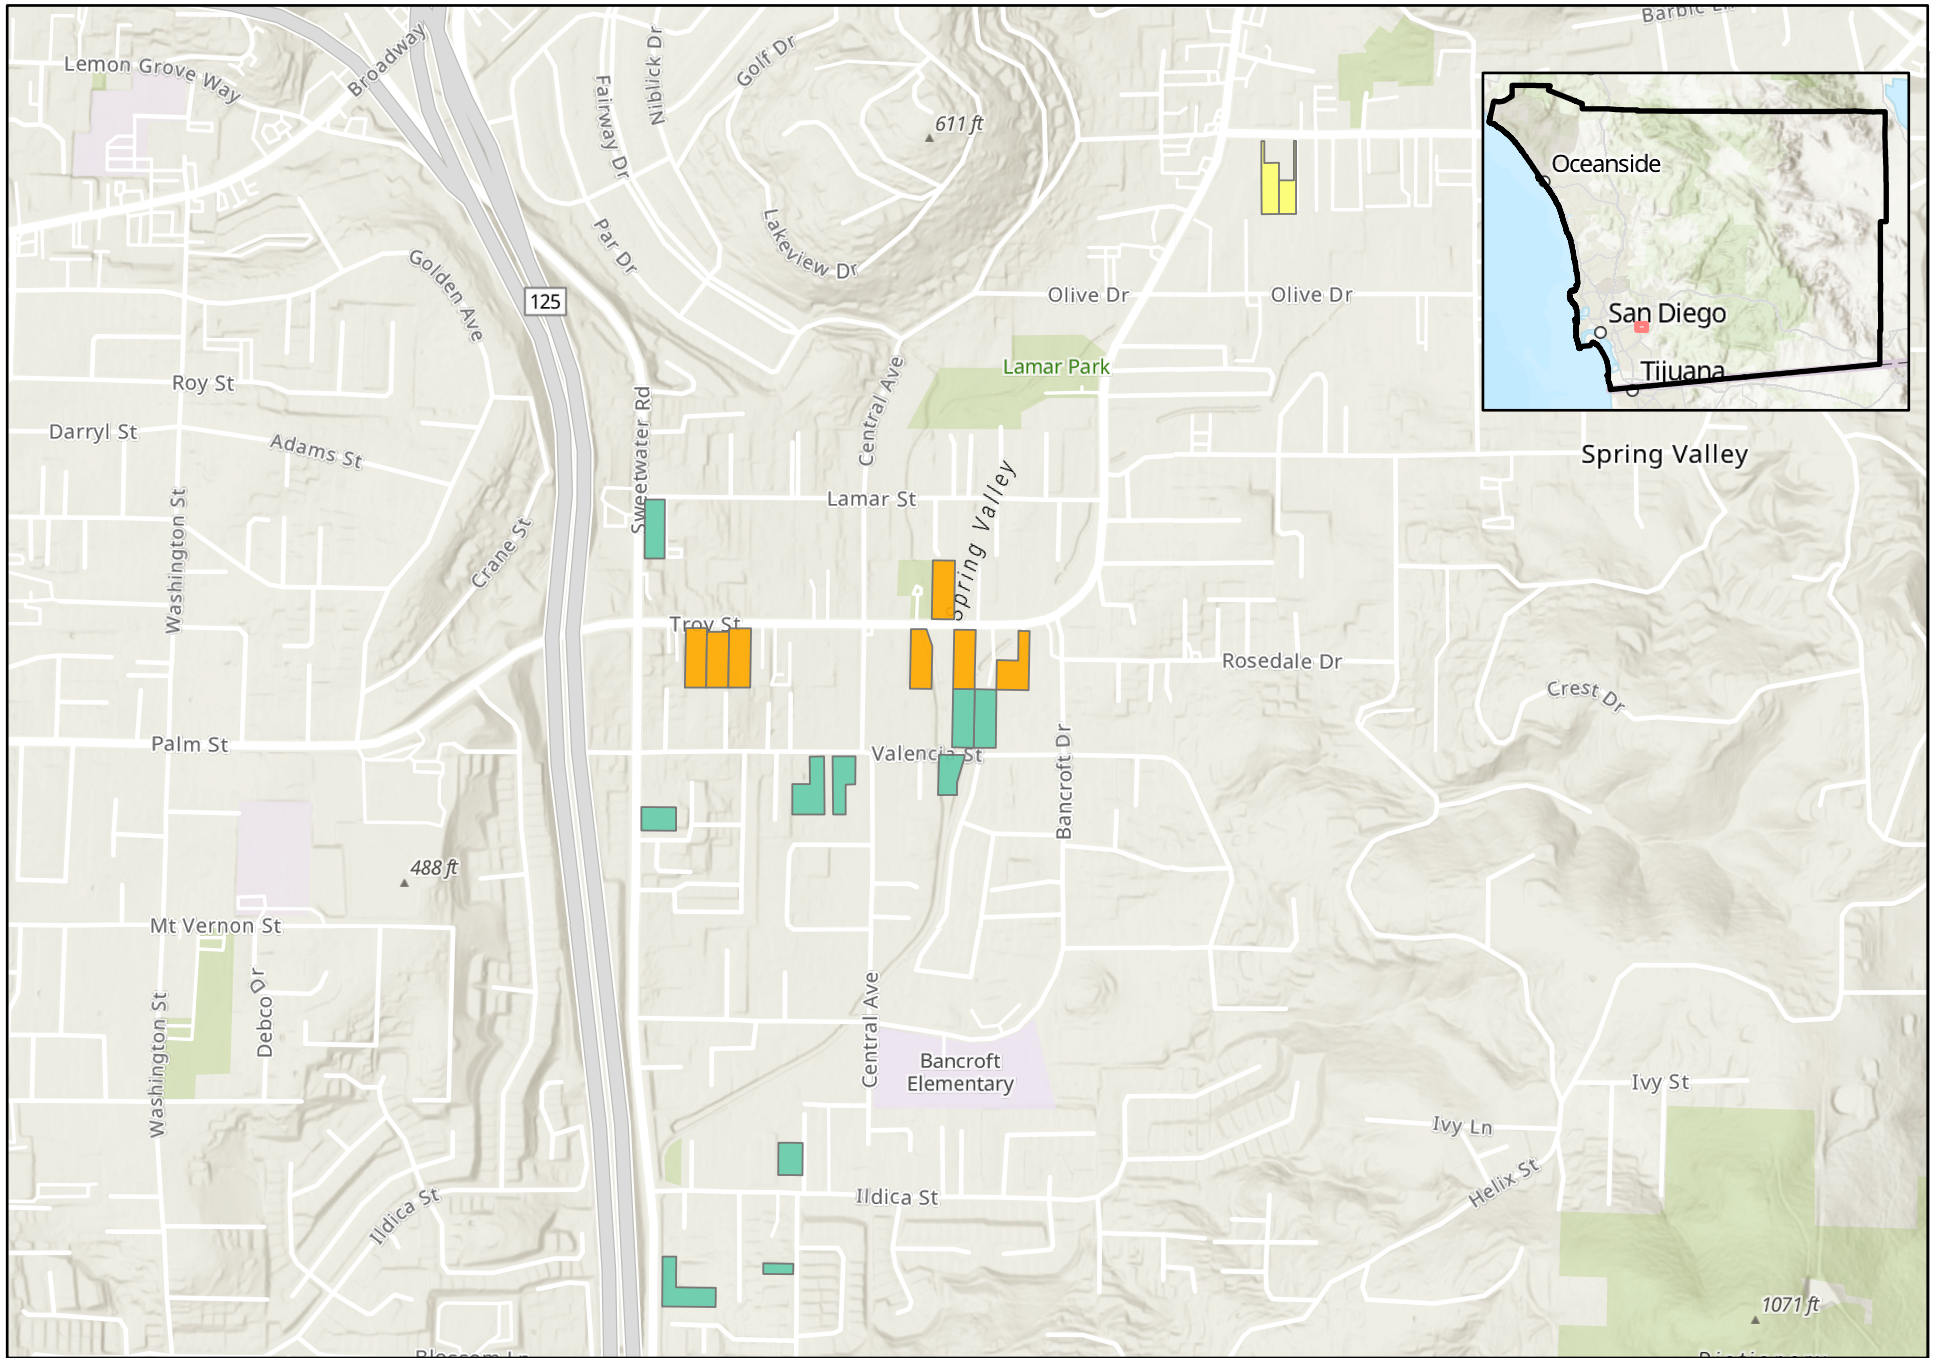 Barbic Ln
Lemon Grove Way
Broadway
Niblick Dr
Golf Dr
Fairway Dr
611 ft
Oceanside
Par Dr
Lakeview Dr
Golden Ave
125
Olive Dr
Olive Dr
San Diego
Lamar Park
Tijuana
Roy St
Sweetwater Rd
Central Ave
Darryl St
Adams St
Spring Valley
Washington St
Lamar St
Spring Valley
Crane St
Troy St
Rosedale Dr
Crest Dr
Palm St
Valencia St
Bancroft Dr
488 ft
Mt Vernon St
Debco Dr
Washington St
Central Ave
Bancroft
Elementary
Ivy St
Ivy Ln
Helix St
Ildica St
Ildica St
1071 ft
Blossom Ln